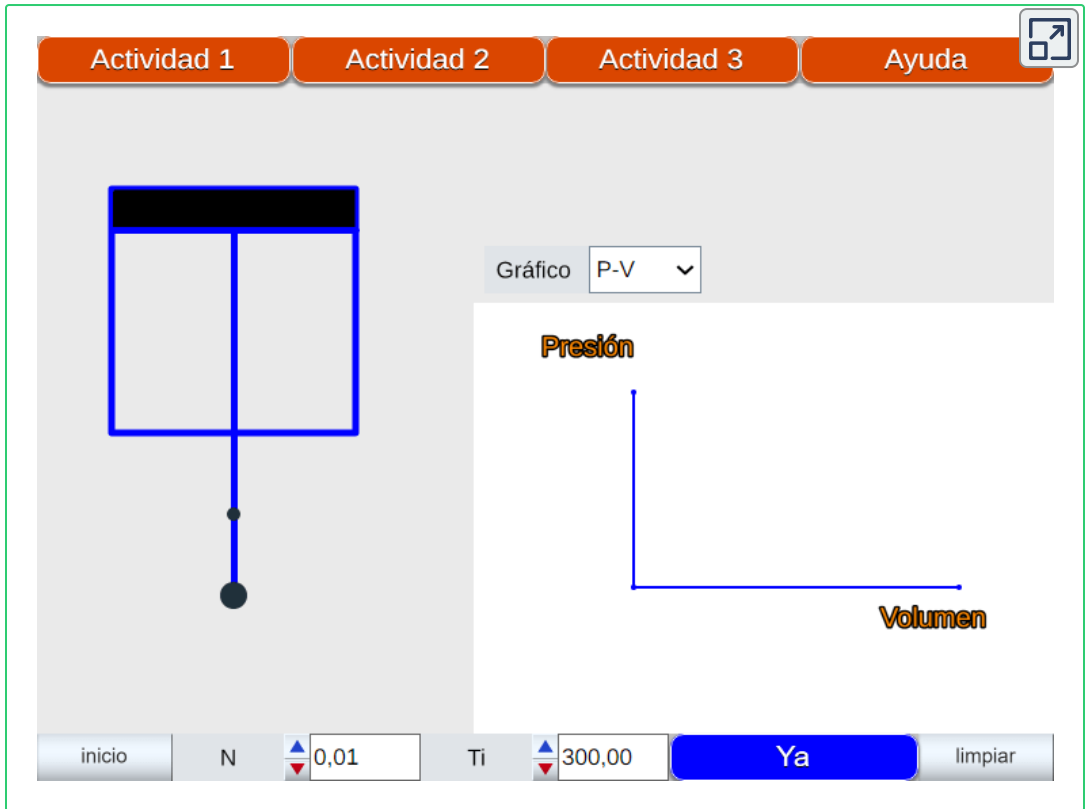 Actividad 1 Actividad 2 Actividad 3 Ayuda
Gráfico P-V
Presión
Volumen
inicio N 0,01 Ti 300,00 Ya limpiar